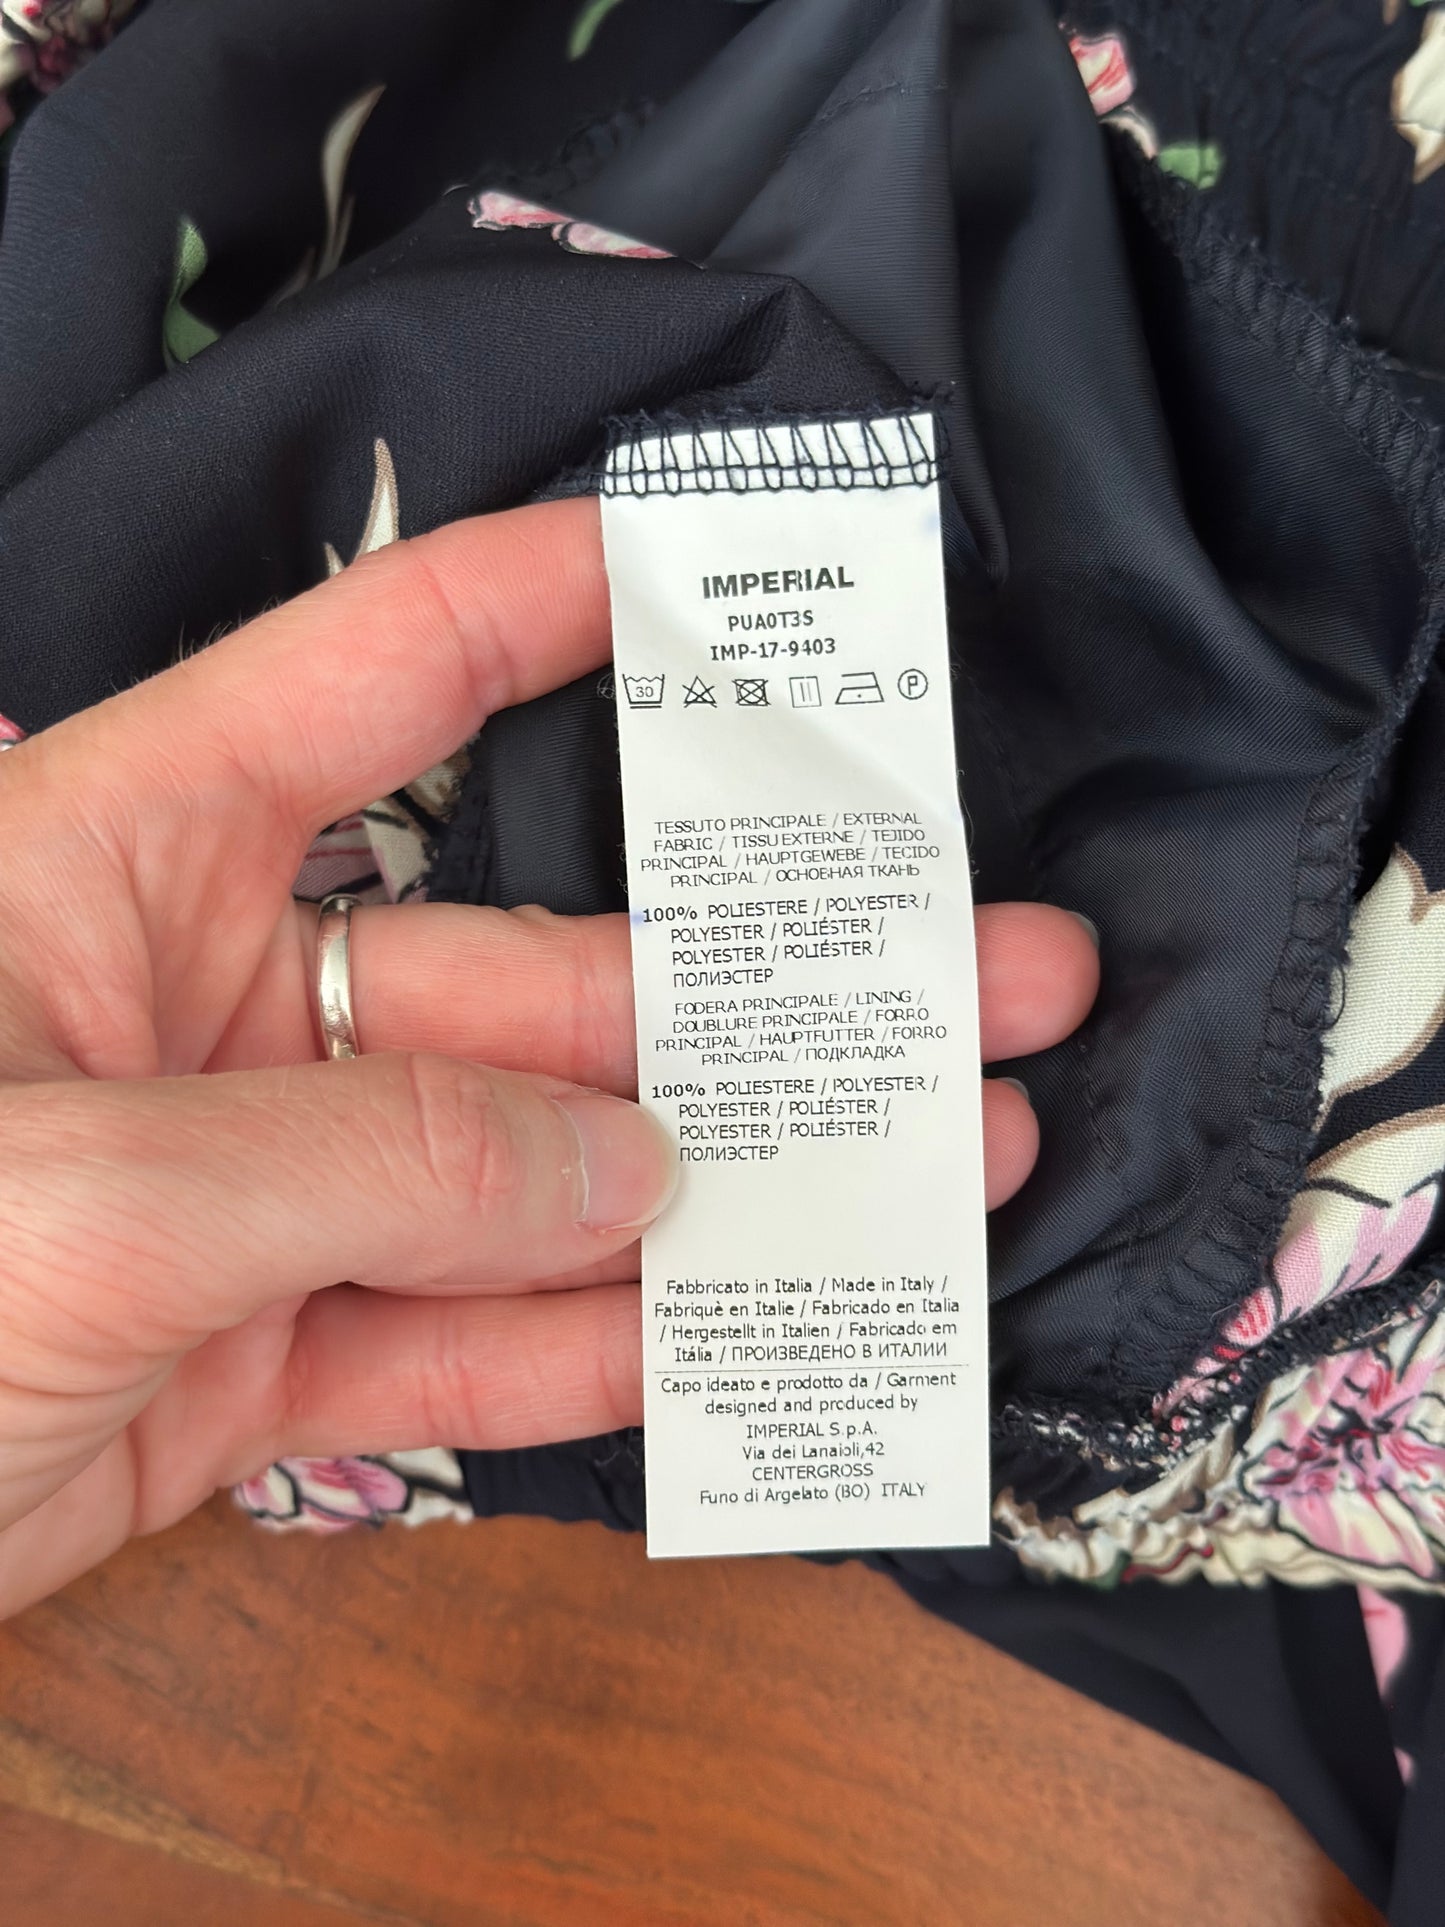 IMPERIAL
PUA0T3S
IMP-17-9403
30 P
TESSUTO PRINCIPALE / EXTERNAL
FABRIC / TISSU EXTERNE / TEJIDO
PRINCIPAL / HAUPTGEWEBE / TECIDO
PRINCIPAL / ОСНОВНАЯ ТКАНЬ
100% POLIESTERE / POLYESTER /
POLYESTER / POLIÉSTER /
POLYESTER / POLIÉSTER /
ПОЛИЭСТЕР
FODERA PRINCIPALE / LINING /
DOUBLURE PRINCIPALE / FORRO
PRINCIPAL / HAUPTFUTTER / FORRO
PRINCIPAL / ПОДКЛАДКА
100% POLIESTERE / POLYESTER /
POLYESTER / POLIÉSTER /
POLYESTER / POLIÉSTER /
ПОЛИЭСТЕР
Fabbricato in Italia / Made in Italy /
Fabriquè en Italie / Fabricado en Italia
/ Hergestellt in Italien / Fabricado em
Itália / ПРОИЗВЕДЕНО В ИТАЛИИ
Capo ideato e prodotto da / Garment
designed and produced by
IMPERIAL S.p.A.
Via dei Lanaioli,42
CENTERGROSS
Funo di Argelato (BO) ITALY